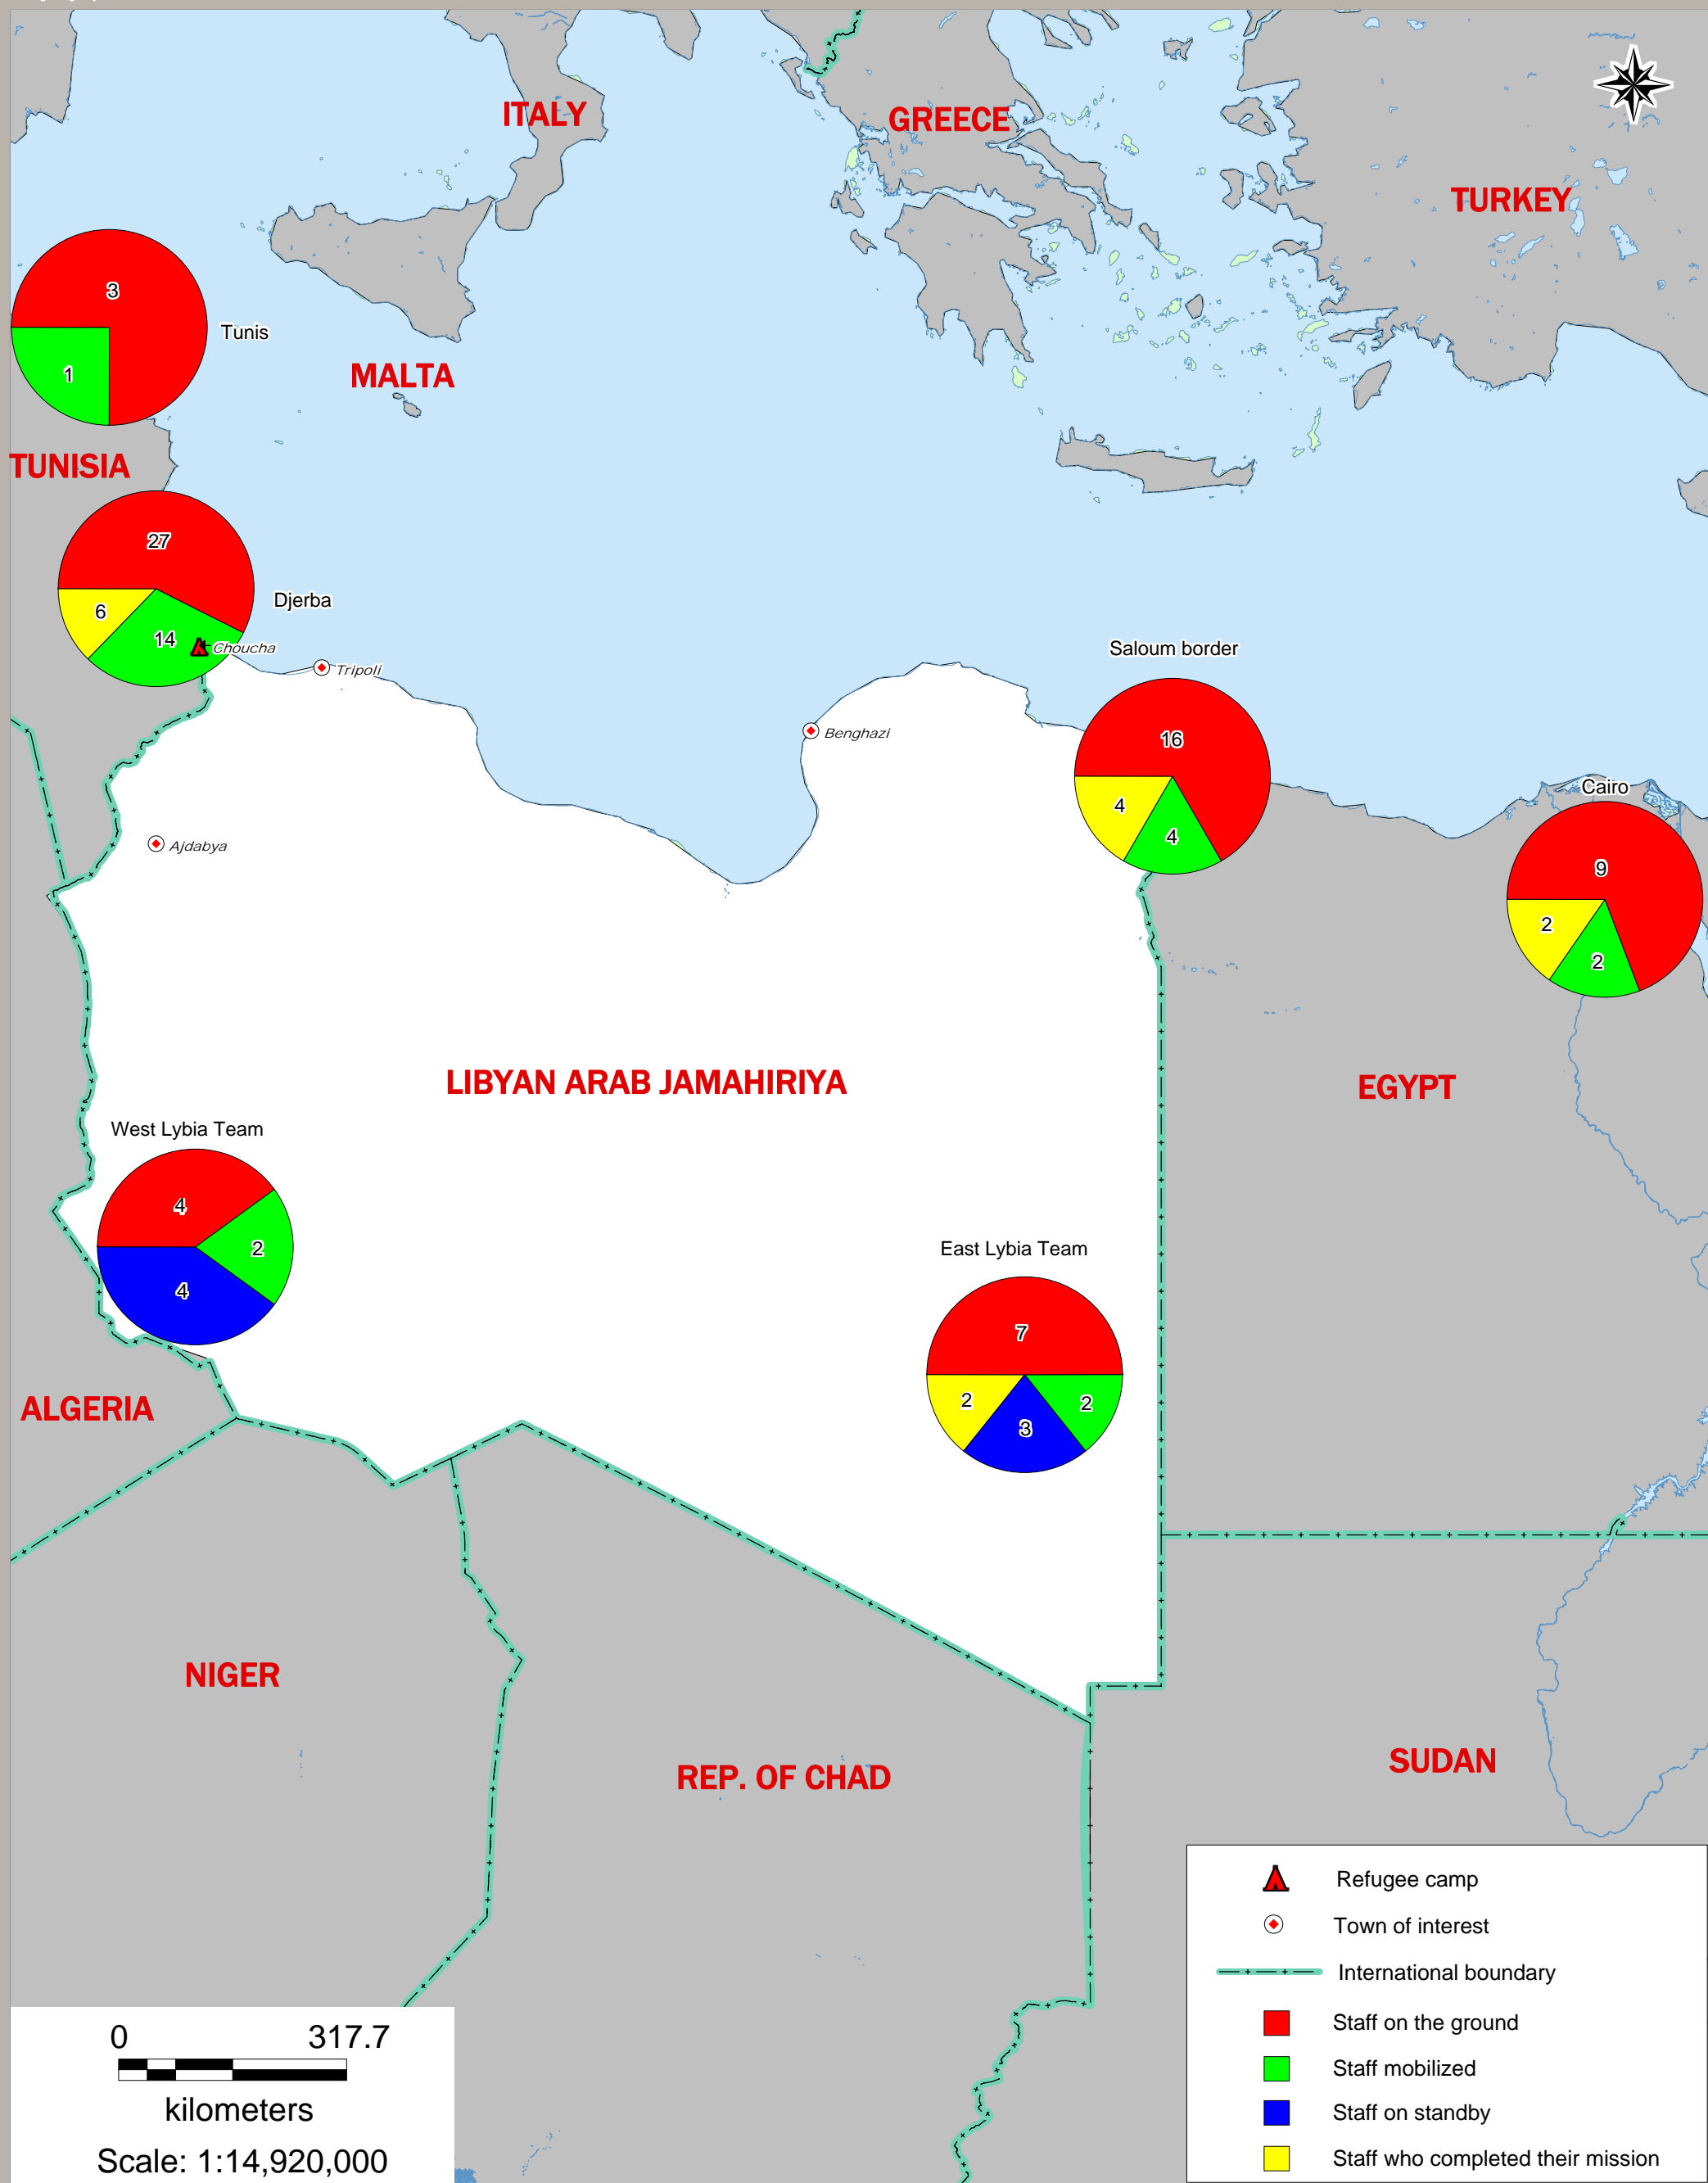 ITALY
GREECE
TURKEY
3
Tunis
1
MALTA
TUNISIA
27
Djerba
6
14
Choucha
Tripoli
Saloum border
Benghazi
16
4
4
Cairo
9
2
2
Ajdabya
LIBYAN ARAB JAMAHIRIYA
EGYPT
West Lybia Team
4
2
4
East Lybia Team
7
2
3
2
ALGERIA
NIGER
REP. OF CHAD
SUDAN
Refugee camp
Town of interest
International boundary
Staff on the ground
Staff mobilized
Staff on standby
Staff who completed their mission
0 317.7
kilometers
Scale: 1:14,920,000